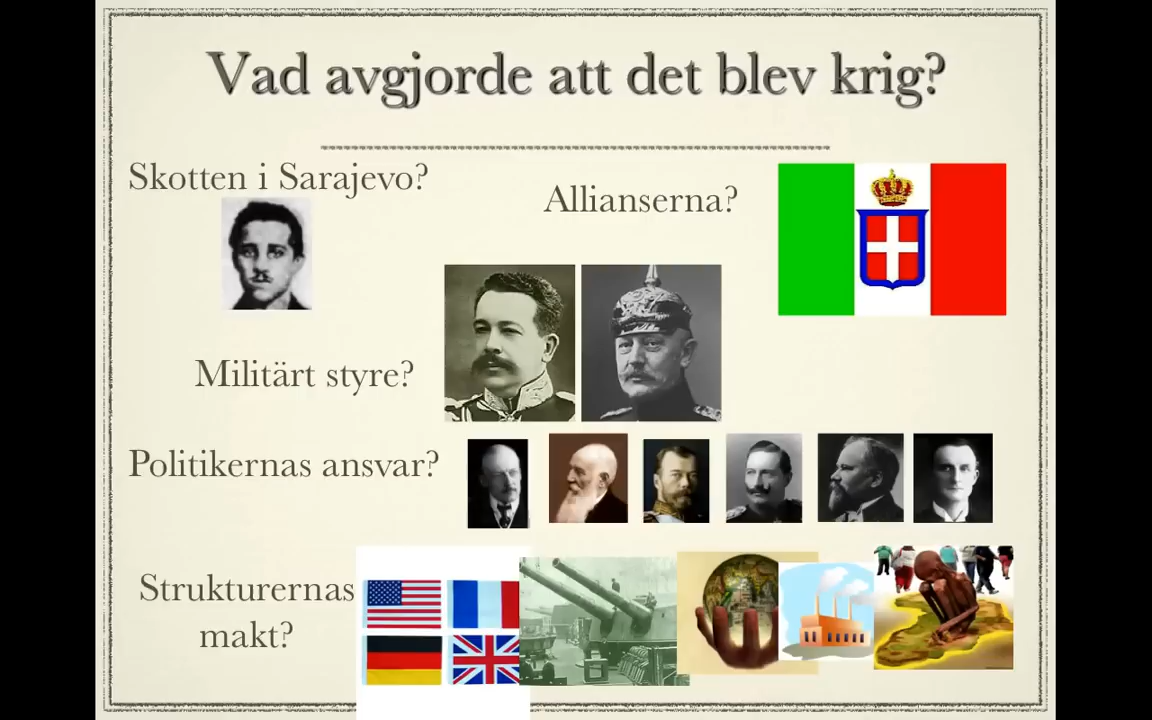 Vad avgjorde att det blev krig?
Skotten i Sarajevo?
Allianserna?
Militärt styre?
Politikernas ansvar?
Strukturernas
makt?